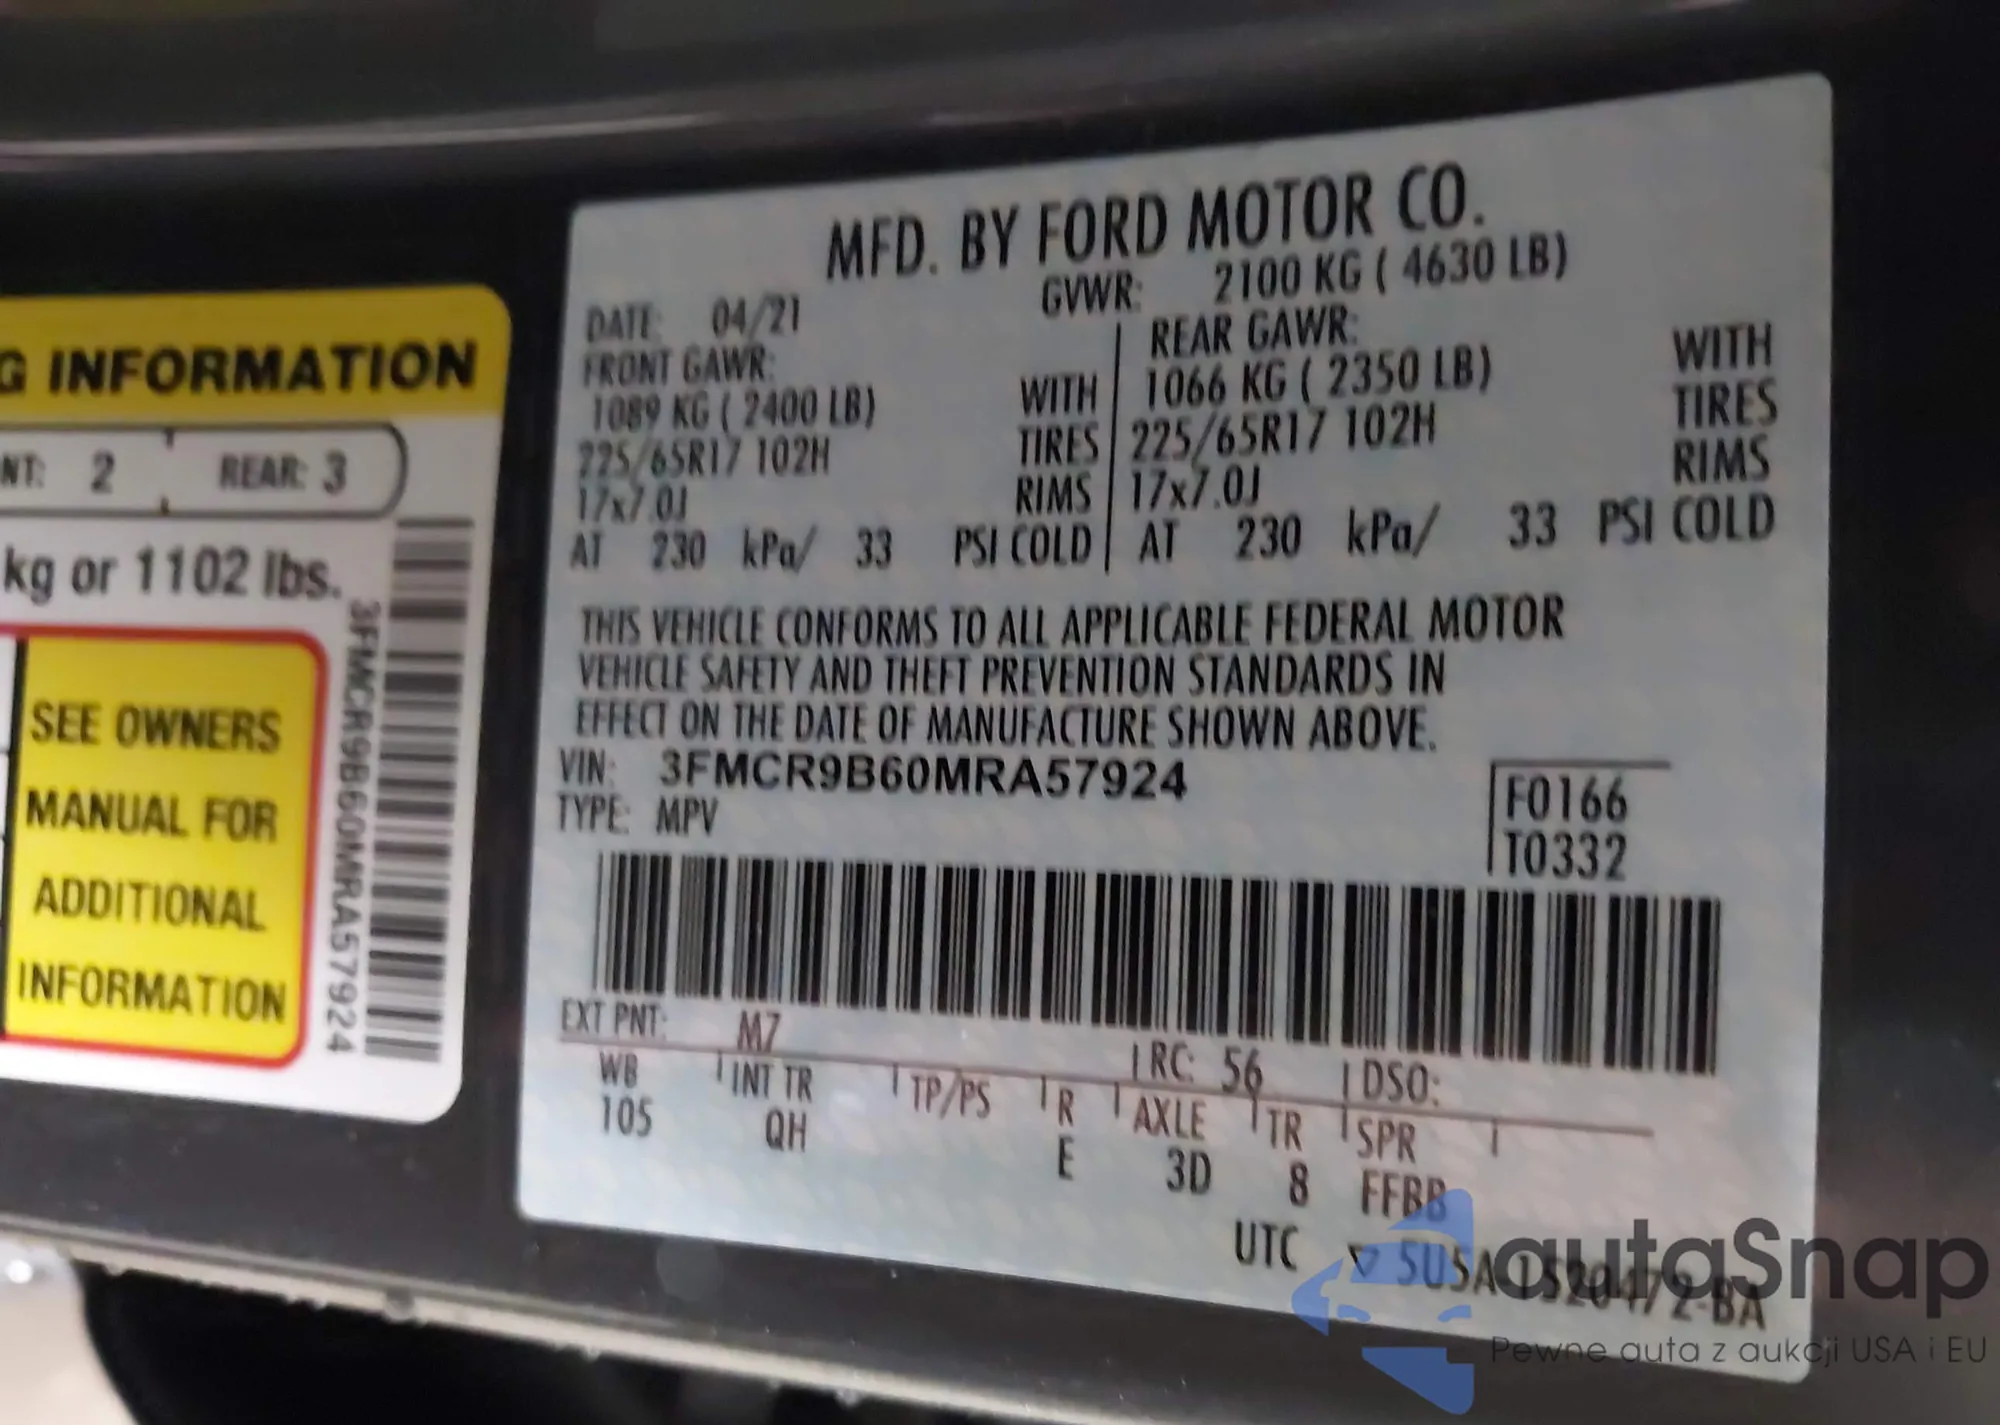 G INFORMATION
NT: 2 REAR: 3
kg or 1102 lbs.
SEE OWNERS
MANUAL FOR
ADDITIONAL
INFORMATION
3FMCR9B60MRA57924
MFD. BY FORD MOTOR CO.
DATE: 04/21 GVWR: 2100 KG ( 4630 LB)
FRONT GAWR: REAR GAWR:
1089 KG ( 2400 LB) WITH 1066 KG ( 2350 LB) WITH
225/65R17 102H TIRES 225/65R17 102H TIRES
17x7.0J RIMS 17x7.0J RIMS
AT 230 kPa/ 33 PSI COLD AT 230 kPa/ 33 PSI COLD
THIS VEHICLE CONFORMS TO ALL APPLICABLE FEDERAL MOTOR
VEHICLE SAFETY AND THEFT PREVENTION STANDARDS IN
EFFECT ON THE DATE OF MANUFACTURE SHOWN ABOVE.
VIN: 3FMCR9B60MRA57924
TYPE: MPV
F0166
T0332
EXT PNT: M7 RC: 56 DSO:
WB INT TR TP/PS R AXLE TR SPR
105 QH E 3D 8 FFBB
UTC ▽ 5U5A-1520472-BA
autaSnap
Pewne auta z aukcji USA i EU